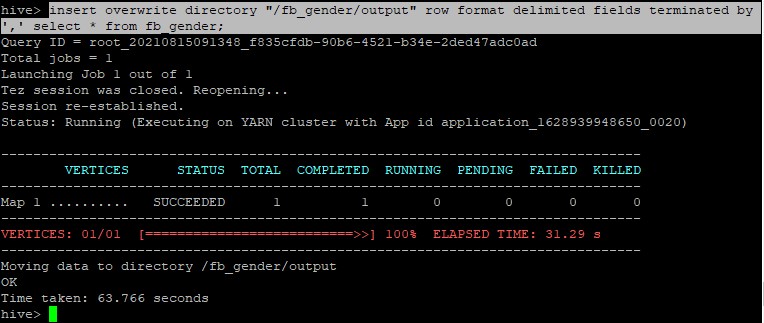 hive> insert overwrite directory "/fb_gender/output" row format delimited fields terminated by
',' select * from fb_gender;
Query ID = root_20210815091348_f835cfdb-90b6-4521-b34e-2ded47adc0ad
Total jobs = 1
Launching Job 1 out of 1
Tez session was closed. Reopening...
Session re-established.
Status: Running (Executing on YARN cluster with App id application_1628939948650_0020)
--------------------------------------------------------------------------------
VERTICES STATUS TOTAL COMPLETED RUNNING PENDING FAILED KILLED
--------------------------------------------------------------------------------
Map 1 .......... SUCCEEDED 1 1 0 0 0 0
--------------------------------------------------------------------------------
VERTICES: 01/01 [==========================>>] 100% ELAPSED TIME: 31.29 s
--------------------------------------------------------------------------------
Moving data to directory /fb_gender/output
OK
Time taken: 63.766 seconds
hive>